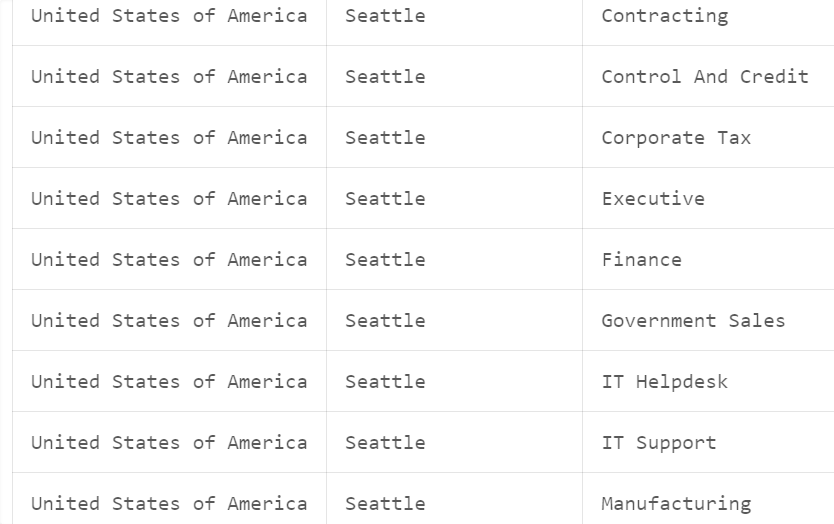 United States of America Seattle Contracting
United States of America Seattle Control And Credit
United States of America Seattle Corporate Tax
United States of America Seattle Executive
United States of America Seattle Finance
United States of America Seattle Government Sales
United States of America Seattle IT Helpdesk
United States of America Seattle IT Support
United States of America Seattle Manufacturing